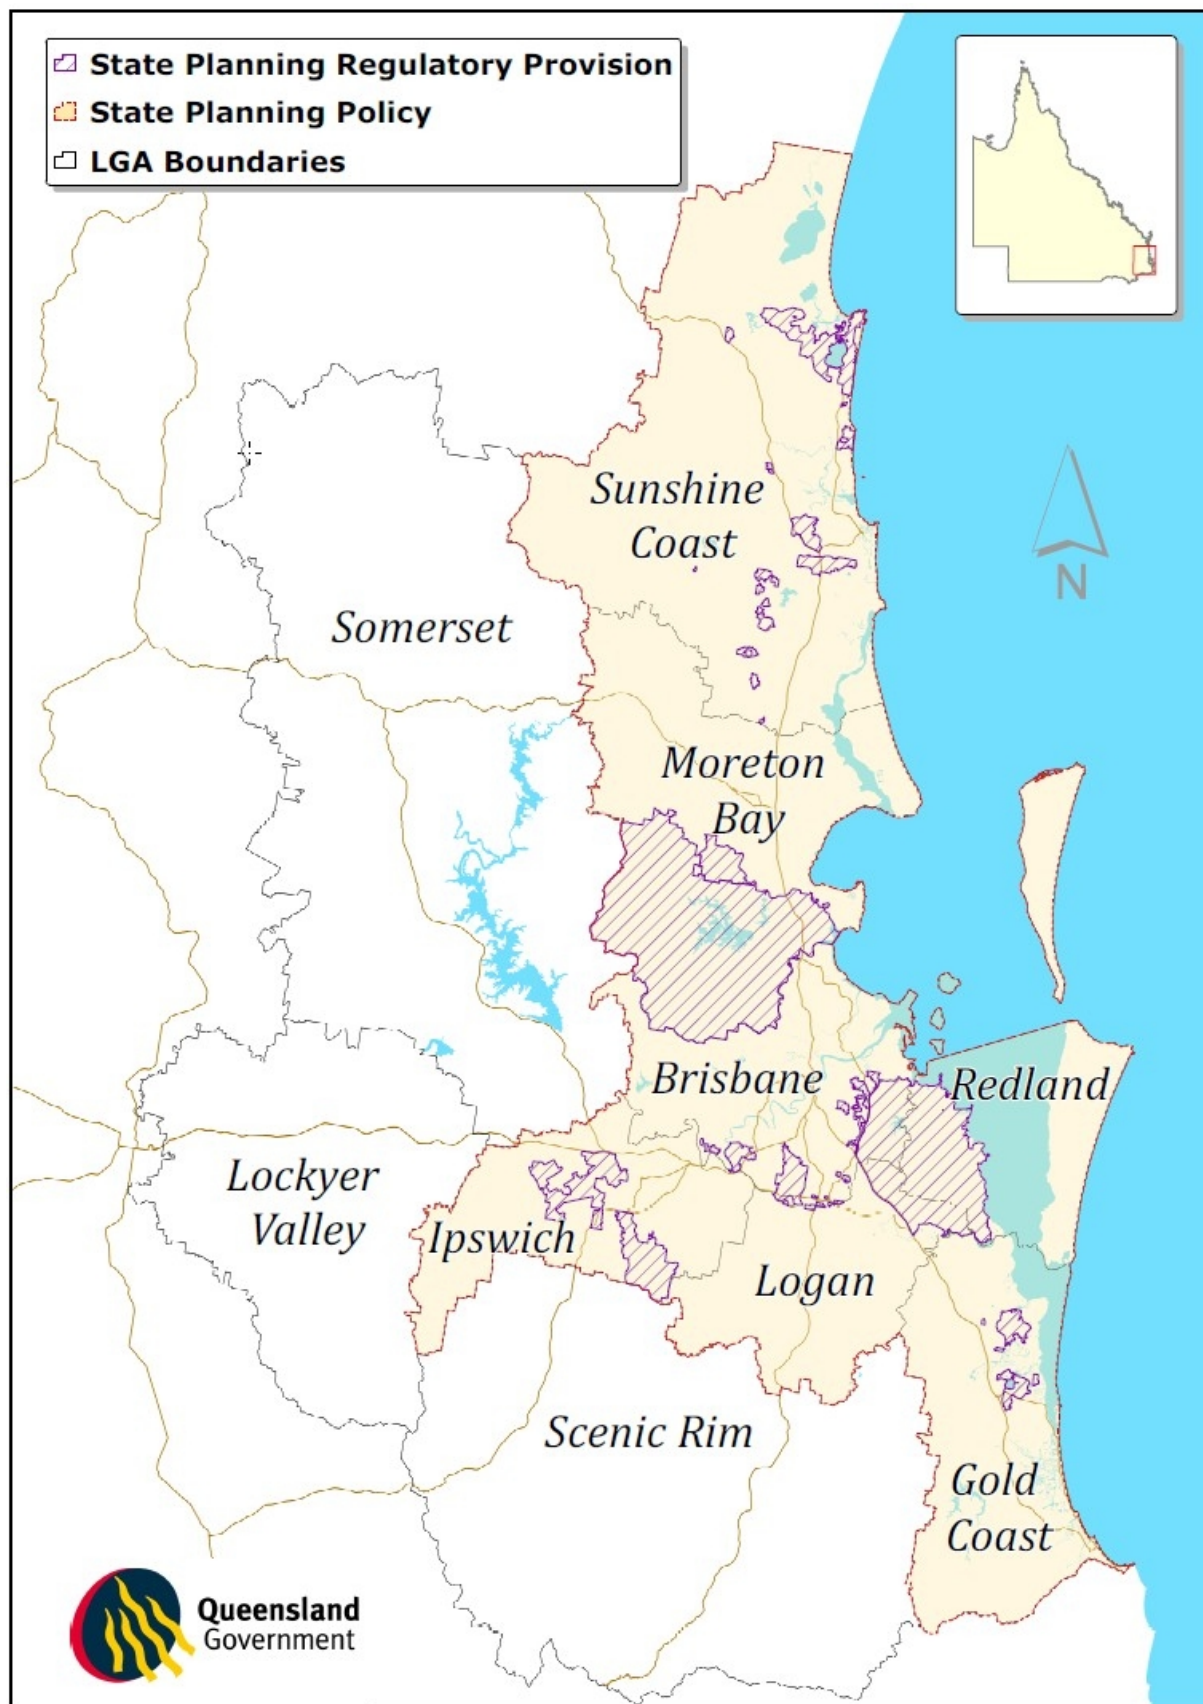 State Planning Regulatory Provision
State Planning Policy
LGA Boundaries
Sunshine
Coast
N
Somerset
Moreton
Bay
Brisbane
Redland
Lockyer
Valley
Ipswich
Logan
Scenic Rim
Gold
Coast
Queensland
Government